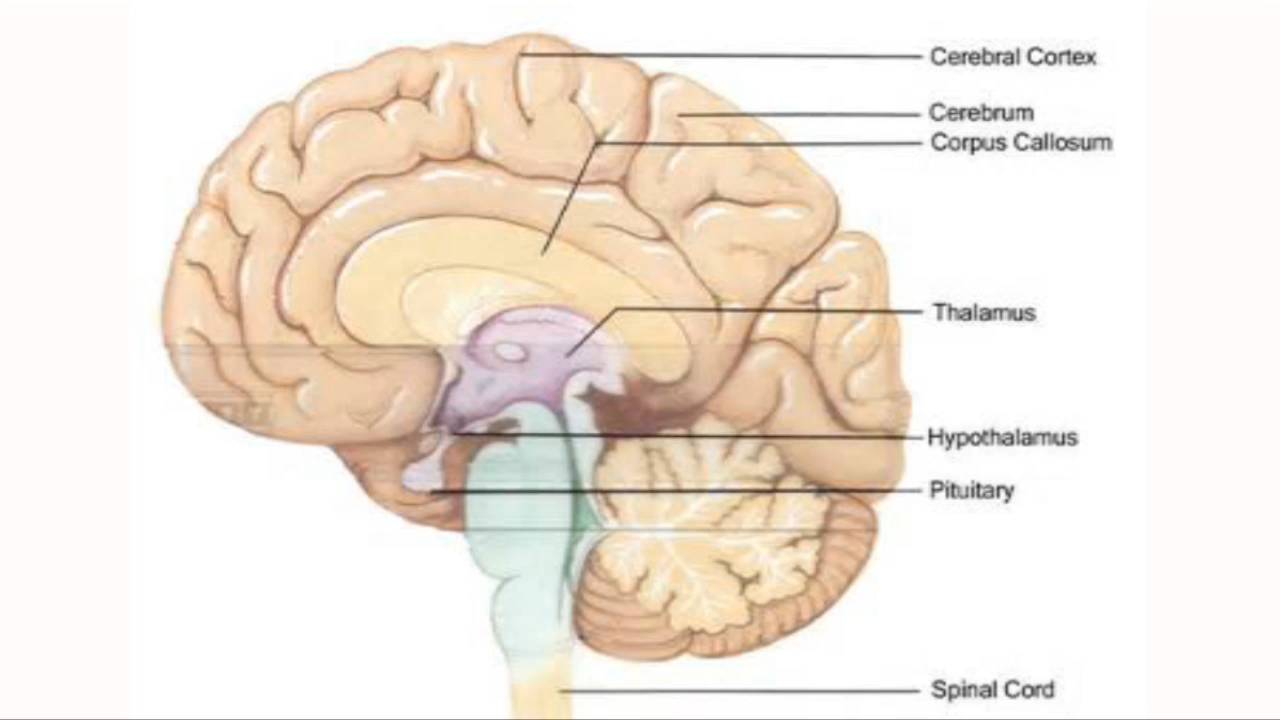 Cerebral Cortex
Cerebrum
Corpus Callosum
Thalamus
Hypothalamus
Pituitary
Spinal Cord